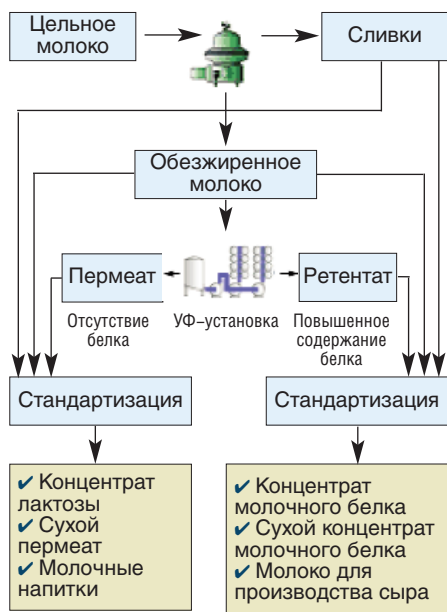 Цельное
молоко
Сливки
Обезжиренное
молоко
Пермеат
Ретентат
Отсутствие
белка
УФ–установка
Повышенное
содержание
белка
Стандартизация
Стандартизация
✔ Концентрат
лактозы
✔ Сухой
пермеат
✔ Молочные
напитки
✔ Концентрат
молочного белка
✔ Сухой концентрат
молочного белка
✔ Молоко для
производства сыра